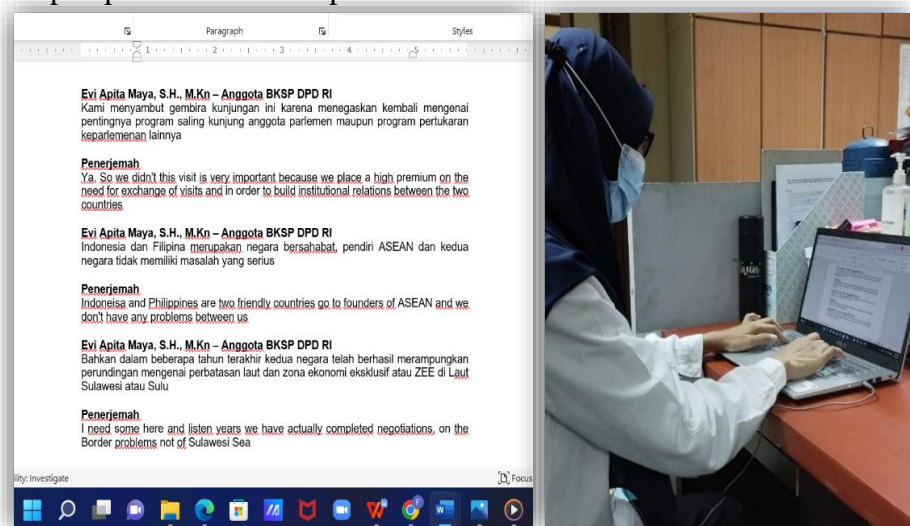 Paragraph
Styles
1 2 3 4 5
Evi Apita Maya, S.H., M.Kn – Anggota BKSP DPD RI
Kami menyambut gembira kunjungan ini karena menegaskan kembali mengenai
pentingnya program saling kunjung anggota parlemen maupun program pertukaran
keparlemenan lainnya
Penerjemah
Ya, So we didn't this visit is very important because we place a high premium on the
need for exchange of visits and in order to build institutional relations between the two
countries
Evi Apita Maya, S.H., M.Kn – Anggota BKSP DPD RI
Indonesia dan Filipina merupakan negara bersahabat, pendiri ASEAN dan kedua
negara tidak memiliki masalah yang serius
Penerjemah
Indoneisa and Philippines are two friendly countries go to founders of ASEAN and we
don't have any problems between us
Evi Apita Maya, S.H., M.Kn – Anggota BKSP DPD RI
Bahkan dalam beberapa tahun terakhir kedua negara telah berhasil merampungkan
perundingan mengenai perbatasan laut dan zona ekonomi eksklusif atau ZEE di Laut
Sulawesi atau Sulu
Penerjemah
I need some here and listen years we have actually completed negotiations, on the
Border problems not of Sulawesi Sea
ility: Investigate
Focus